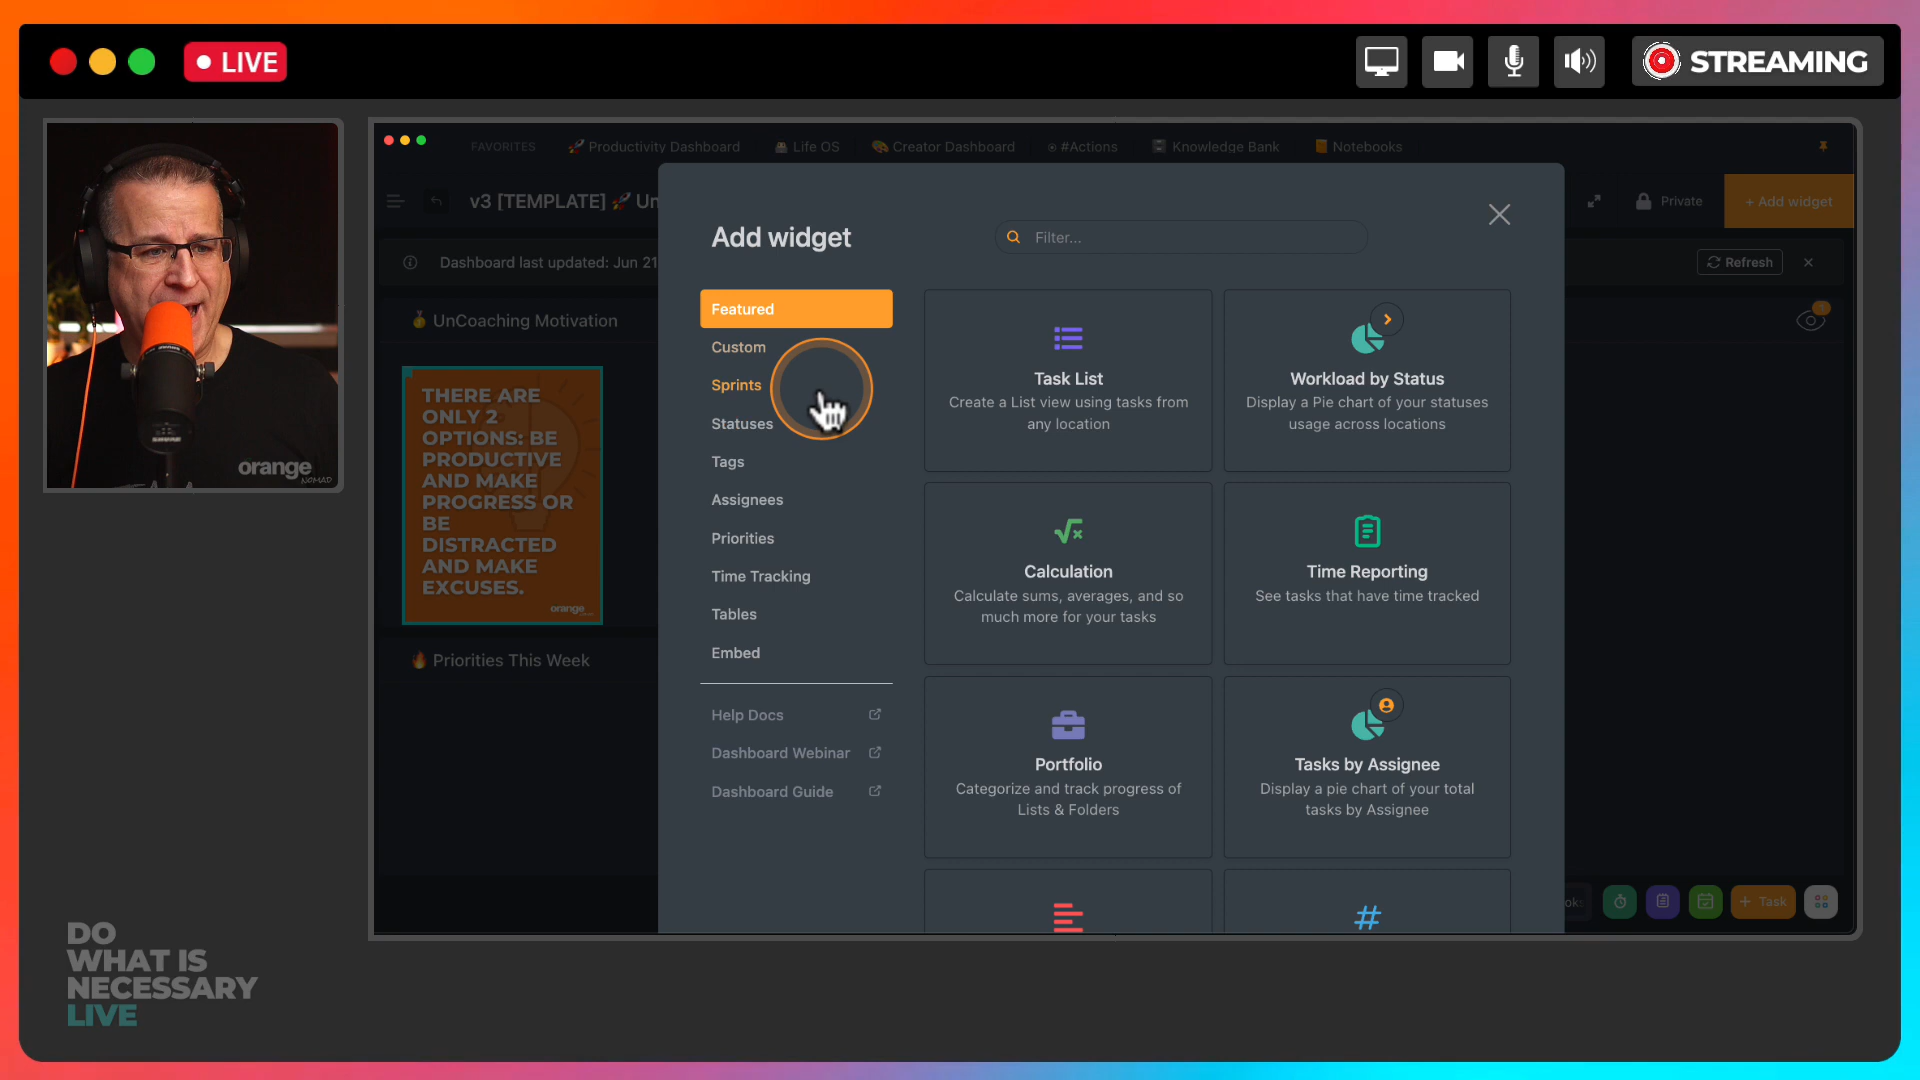 LIVE
STREAMING
orange
NOMAD
DO
WHAT IS
NECESSARY
LIVE
FAVORITES
Productivity Dashboard
Life OS
Creator Dashboard
#Actions
Knowledge Bank
Notebooks
v3 [TEMPLATE] 🚀 Un
Private
+ Add widget
Dashboard last updated: Jun 21
Refresh
UnCoaching Motivation
THERE ARE
ONLY 2
OPTIONS: BE
PRODUCTIVE
AND MAKE
PROGRESS OR
BE
DISTRACTED
AND MAKE
EXCUSES.
orange
Priorities This Week
Add widget
Filter...
Featured
Custom
Sprints
Statuses
Tags
Assignees
Priorities
Time Tracking
Tables
Embed
Help Docs
Dashboard Webinar
Dashboard Guide
Task List
Create a List view using tasks from
any location
Workload by Status
Display a Pie chart of your statuses
usage across locations
Calculation
Calculate sums, averages, and so
much more for your tasks
Time Reporting
See tasks that have time tracked
Portfolio
Categorize and track progress of
Lists & Folders
Tasks by Assignee
Display a pie chart of your total
tasks by Assignee
#
+ Task